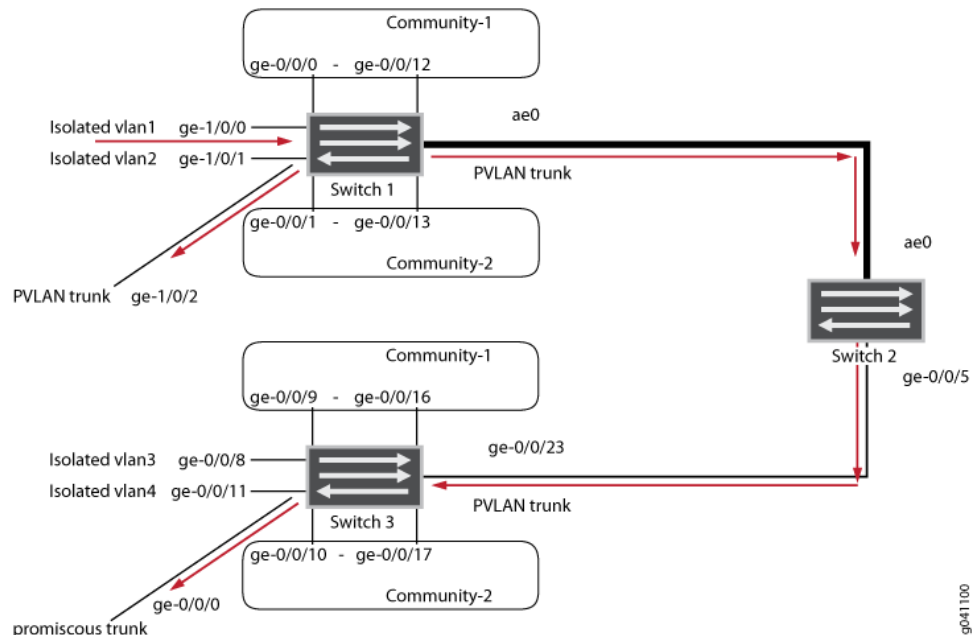 Community-1
ge-0/0/0 - ge-0/0/12
ae0
Isolated vlan1 ge-1/0/0
Isolated vlan2 ge-1/0/1
PVLAN trunk
Switch 1
ge-0/0/1 - ge-0/0/13
ae0
Community-2
PVLAN trunk ge-1/0/2
Community-1
Switch 2
ge-0/0/5
ge-0/0/9 - ge-0/0/16
ge-0/0/23
Isolated vlan3 ge-0/0/8
Isolated vlan4 ge-0/0/11
PVLAN trunk
Switch 3
ge-0/0/10 - ge-0/0/17
Community-2
ge-0/0/0
promiscous trunk
g041100